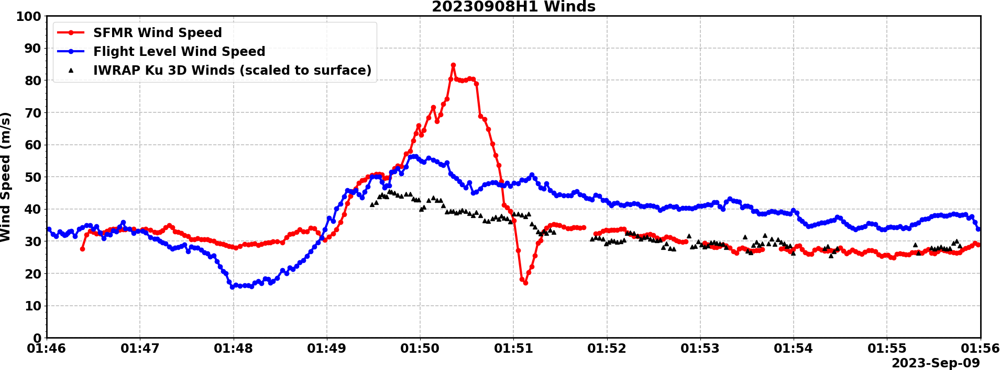 20230908H1 Winds
SFMR Wind Speed
Flight Level Wind Speed
IWRAP Ku 3D Winds (scaled to surface)
Wind Speed (m/s)
100
90
80
70
60
50
40
30
20
10
0
01:46 01:47 01:48 01:49 01:50 01:51 01:52 01:53 01:54 01:55 01:56
2023-Sep-09